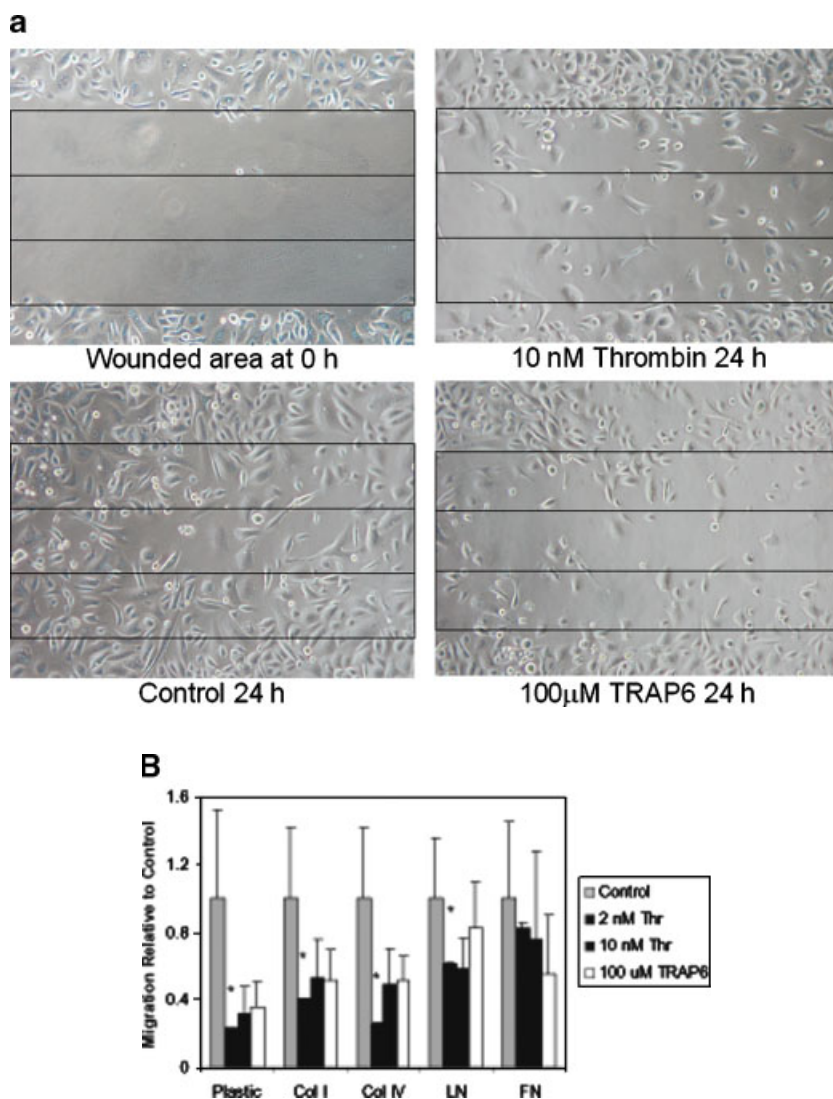 a
Wounded area at 0 h
10 nM Thrombin 24 h
Control 24 h
100μM TRAP6 24 h
B
Migration Relative to Control
1.6
1.2
0.8
0.4
0
*
*
*
*
Plastic
Col I
Col IV
LN
FN
Control
2 nM Thr
10 nM Thr
100 uM TRAP6